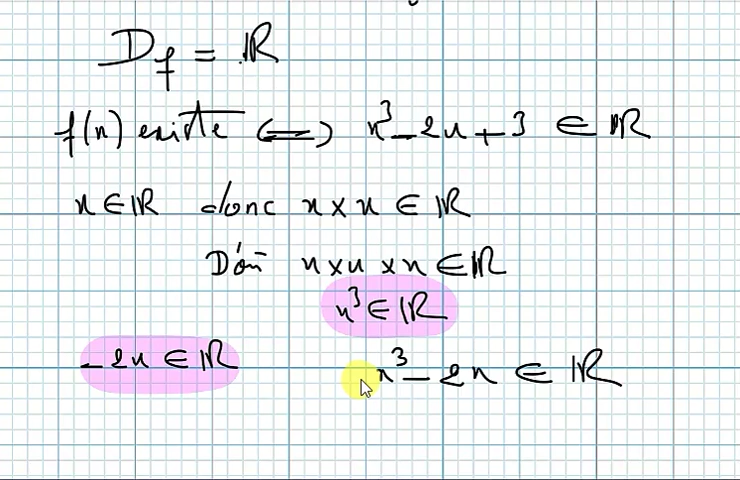 Df = ℝ
f(x) existe ⟺ x³ - 2x + 3 ∈ ℝ
x ∈ ℝ donc x × x ∈ ℝ
D'où x × x × x ∈ ℝ
x³ ∈ ℝ
- 2x ∈ ℝ x³ - 2x ∈ ℝ